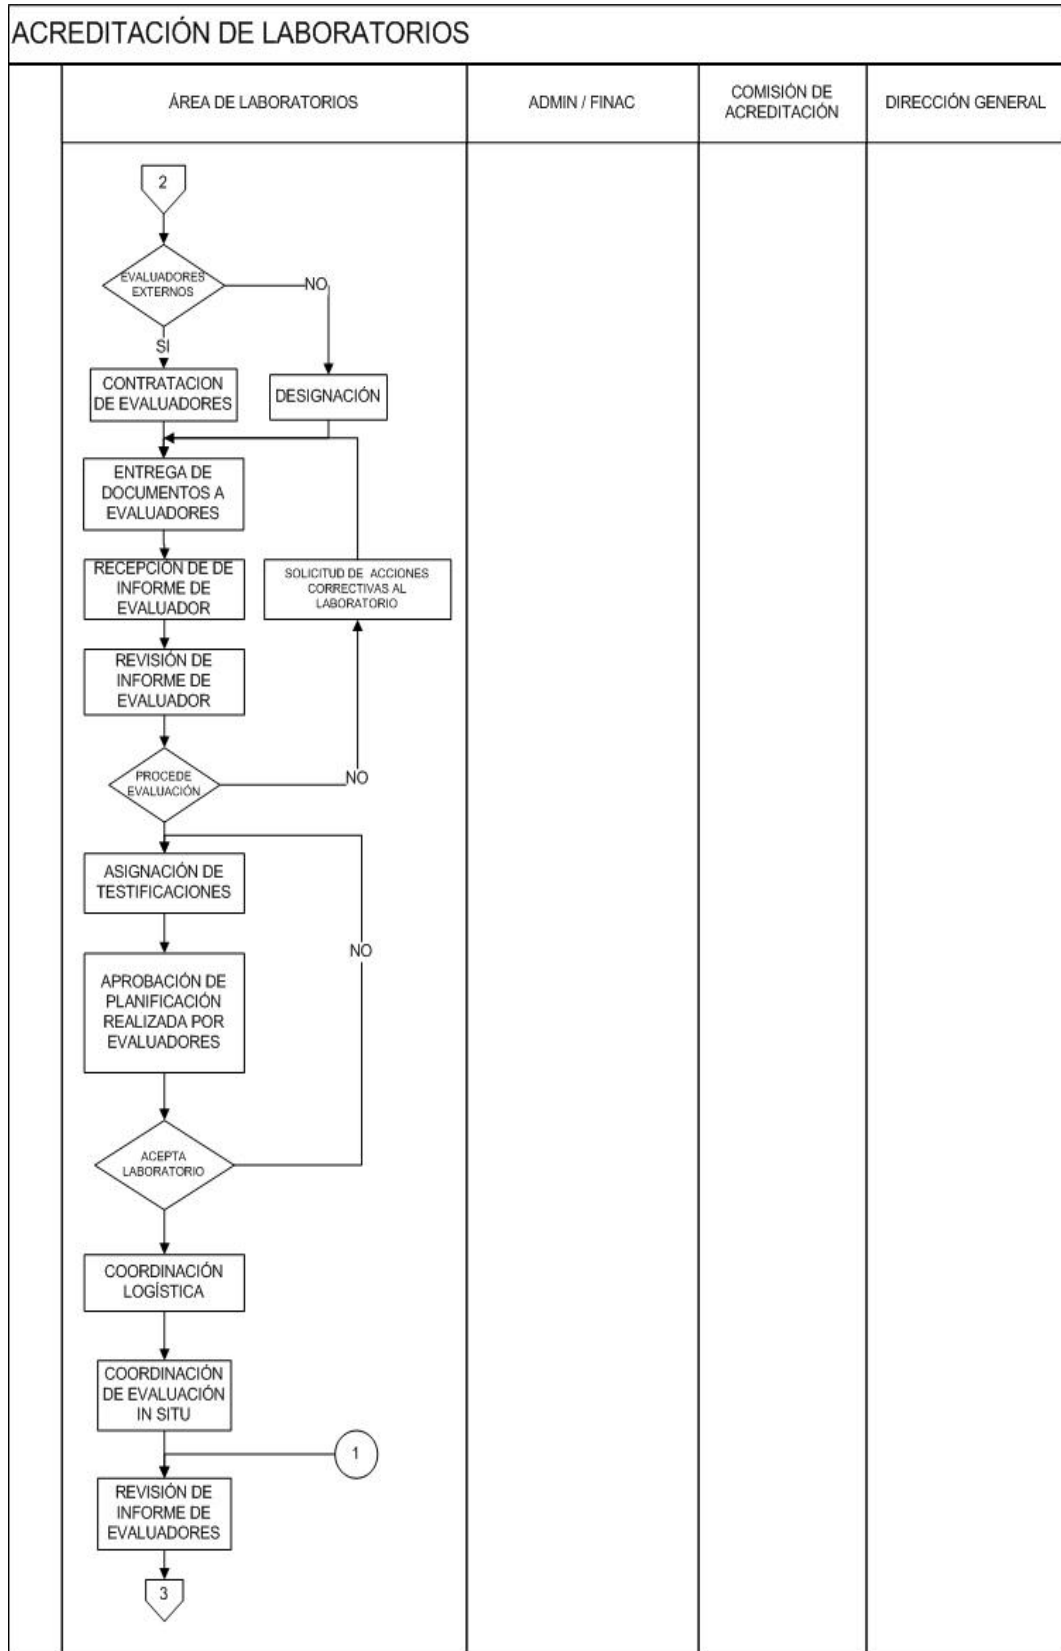 ACREDITACIÓN DE LABORATORIOS
ÁREA DE LABORATORIOS
ADMIN / FINAC
COMISIÓN DE
ACREDITACIÓN
DIRECCIÓN GENERAL
2
EVALUADORES
EXTERNOS
NO
SI
CONTRATACION
DE EVALUADORES
DESIGNACIÓN
ENTREGA DE
DOCUMENTOS A
EVALUADORES
RECEPCIÓN DE DE
INFORME DE
EVALUADOR
SOLICITUD DE ACCIONES
CORRECTIVAS AL
LABORATORIO
REVISIÓN DE
INFORME DE
EVALUADOR
PROCEDE
EVALUACIÓN
NO
ASIGNACIÓN DE
TESTIFICACIONES
NO
APROBACIÓN DE
PLANIFICACIÓN
REALIZADA POR
EVALUADORES
ACEPTA
LABORATORIO
COORDINACIÓN
LOGÍSTICA
COORDINACIÓN
DE EVALUACIÓN
IN SITU
1
REVISIÓN DE
INFORME DE
EVALUADORES
3